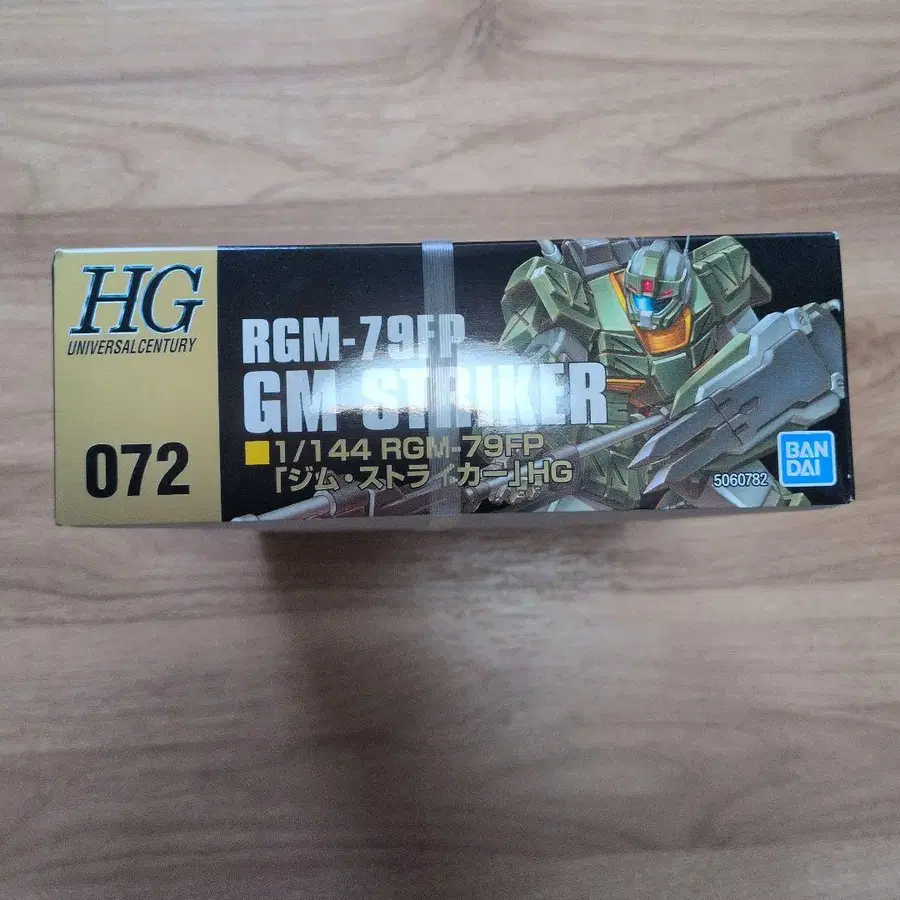 HG
UNIVERSALCENTURY
072
RGM-79FP
GM STRIKER
1/144 RGM-79FP
「ジム・ストライカー」HG
5060782
BAN
DAI